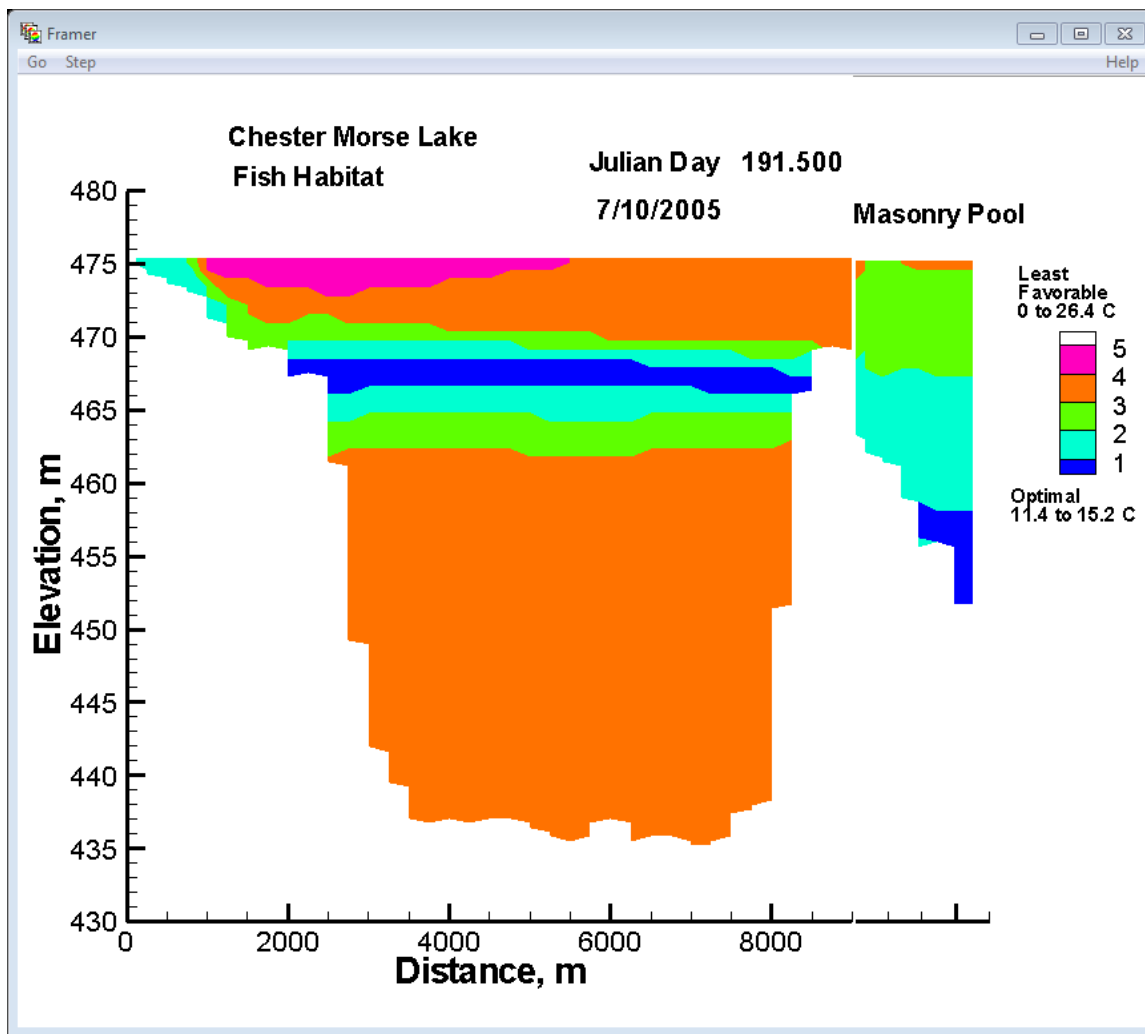 Framer
Go Step Help
Chester Morse Lake
Fish Habitat
Julian Day 191.500
7/10/2005
Masonry Pool
480
475
470
465
460
455
450
445
440
435
430
Elevation, m
0 2000 4000 6000 8000
Distance, m
Least
Favorable
0 to 26.4 C
5
4
3
2
1
Optimal
11.4 to 15.2 C